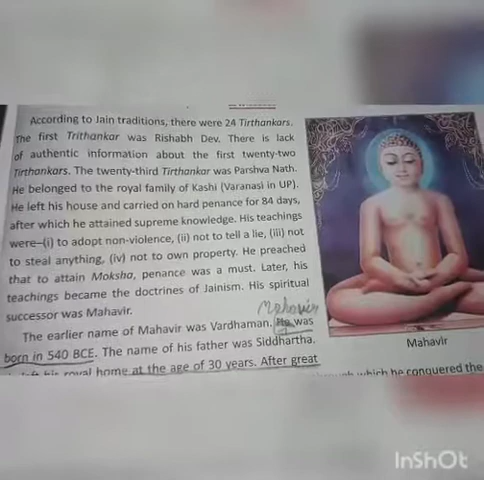 According to Jain traditions, there were 24 Tirthankars.
The first Trithankar was Rishabh Dev. There is lack
of authentic information about the first twenty-two
Tirthankars. The twenty-third Tirthankar was Parshva Nath.
He belonged to the royal family of Kashi (Varanasi in UP).
He left his house and carried on hard penance for 84 days,
after which he attained supreme knowledge. His teachings
were–(i) to adopt non-violence, (ii) not to tell a lie, (iii) not
to steal anything, (iv) not to own property. He preached
that to attain Moksha, penance was a must. Later, his
teachings became the doctrines of Jainism. His spiritual
successor was Mahavir.
Mahavir
The earlier name of Mahavir was Vardhaman. He was
born in 540 BCE. The name of his father was Siddhartha.
Mahavir
left his royal home at the age of 30 years. After great
which he conquered the
InShOt